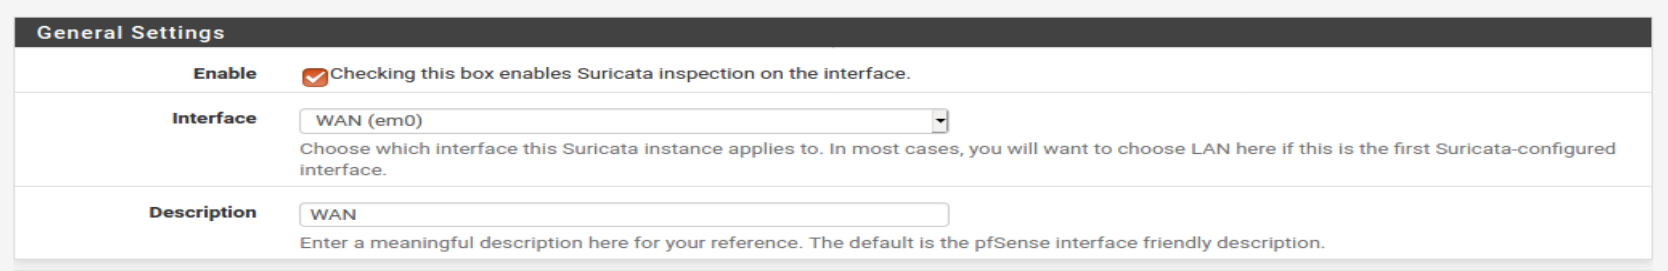 General Settings
Enable
Checking this box enables Suricata inspection on the interface.
Interface
WAN (em0)
Choose which interface this Suricata instance applies to. In most cases, you will want to choose LAN here if this is the first Suricata-configured
interface.
Description
WAN
Enter a meaningful description here for your reference. The default is the pfSense interface friendly description.